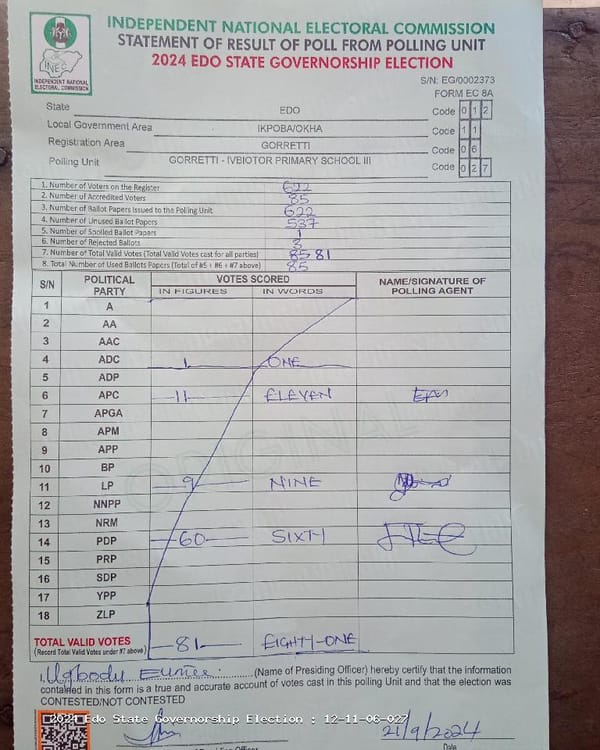 INDEPENDENT NATIONAL ELECTORAL COMMISSION
STATEMENT OF RESULT OF POLL FROM POLLING UNIT
2024 EDO STATE GOVERNORSHIP ELECTION
INEC
INDEPENDENT NATIONAL
ELECTORAL COMMISSION
S/N: EG/0002373
FORM EC 8A
State EDO Code 0 1 2
Local Government Area IKPOBA/OKHA Code 1 1
Registration Area GORRETTI Code 0 6
Polling Unit GORRETTI - IVBIOTOR PRIMARY SCHOOL III Code 0 2 7
1. Number of Voters on the Register 622
2. Number of Accredited Voters 85
3. Number of Ballot Papers Issued to the Polling Unit 622
4. Number of Unused Ballot Papers 537
5. Number of Spoiled Ballot Papers 1
6. Number of Rejected Ballots 3
7. Number of Total Valid Votes (Total Valid Votes cast for all parties) 85 81
8. Total Number of Used Ballots Papers (Total of #5 + #6 + #7 above) 85
S/N POLITICAL PARTY VOTES SCORED NAME/SIGNATURE OF POLLING AGENT
IN FIGURES IN WORDS
1 A
2 AA
3 AAC
4 ADC 1 ONE
5 ADP
6 APC 11 ELEVEN
7 APGA
8 APM
9 APP
10 BP
11 LP 9 NINE
12 NNPP
13 NRM
14 PDP 60 SIXTY
15 PRP
16 SDP
17 YPP
18 ZLP
TOTAL VALID VOTES 81 EIGHTY-ONE
(Record Total Valid Votes under #7 above)
I, Ugbody (Name of Presiding Officer) hereby certify that the information
contained in this form is a true and accurate account of votes cast in this polling Unit and that the election was
CONTESTED/NOT CONTESTED
2024 Edo State Governorship Election : 12-11-06-027
21/9/2024
Date